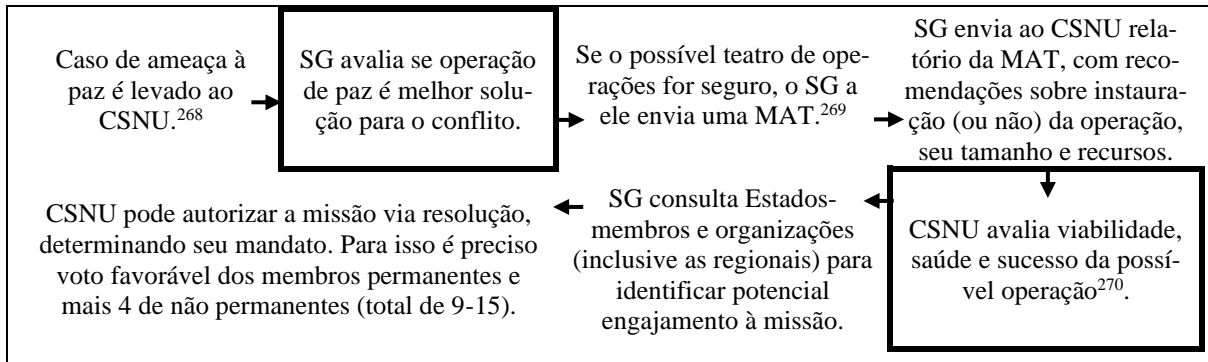 Caso de ameaça à
paz é levado ao
CSNU.268
SG avalia se operação
de paz é melhor solu-
ção para o conflito.
Se o possível teatro de ope-
rações for seguro, o SG a
ele envia uma MAT.269
SG envia ao CSNU rela-
tório da MAT, com reco-
mendações sobre instaura-
ção (ou não) da operação,
seu tamanho e recursos.
CSNU avalia viabilidade,
saúde e sucesso da possí-
vel operação270.
SG consulta Estados-
membros e organizações
(inclusive as regionais) para
identificar potencial
engajamento à missão.
CSNU pode autorizar a missão via resolução,
determinando seu mandato. Para isso é preciso
voto favorável dos membros permanentes e
mais 4 de não permanentes (total de 9-15).